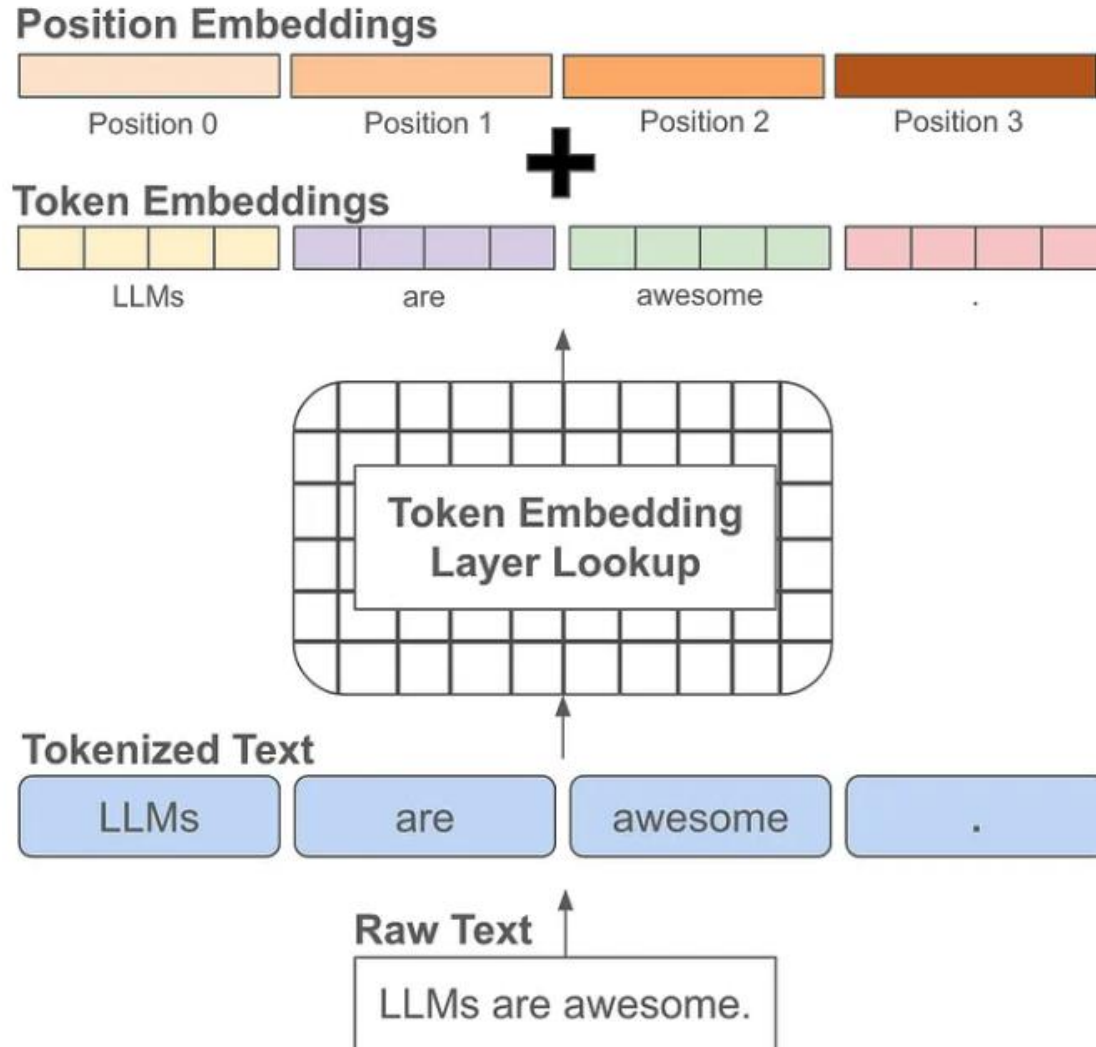 Position Embeddings
Position 0 Position 1 Position 2 Position 3
Token Embeddings
LLMs are awesome .
Token Embedding
Layer Lookup
Tokenized Text
LLMs are awesome .
Raw Text
LLMs are awesome.